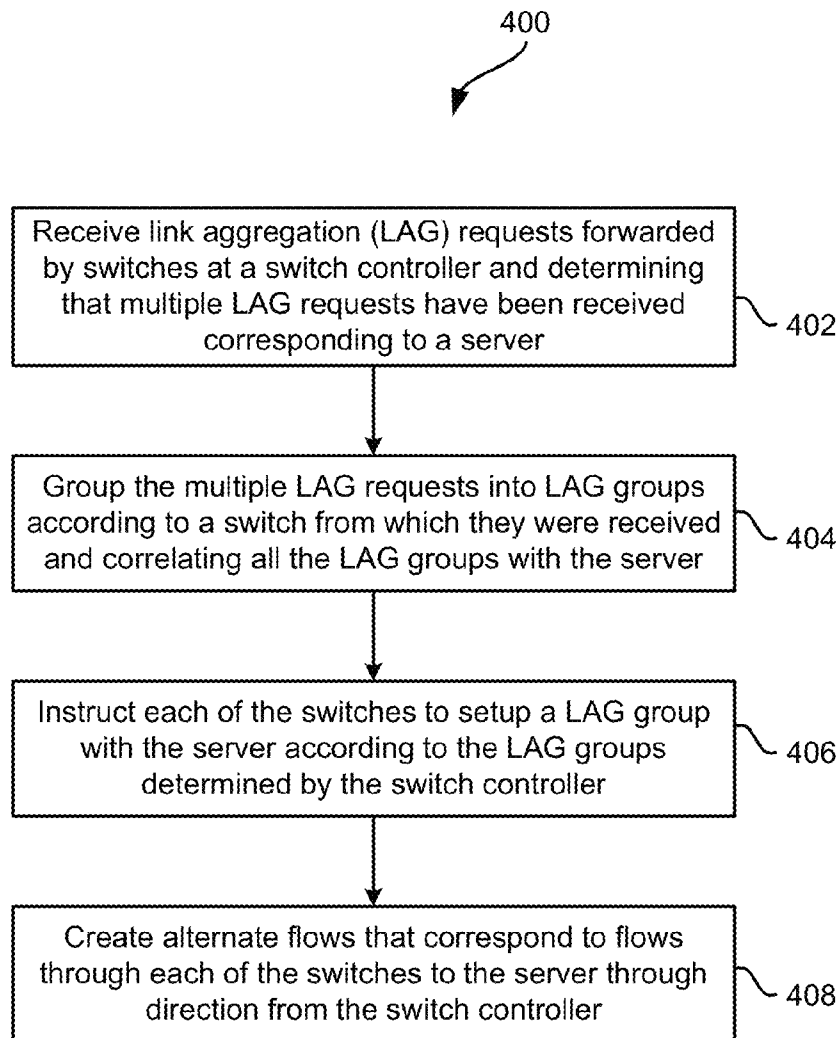 400
Receive link aggregation (LAG) requests forwarded
by switches at a switch controller and determining
that multiple LAG requests have been received
corresponding to a server
402
Group the multiple LAG requests into LAG groups
according to a switch from which they were received
and correlating all the LAG groups with the server
404
Instruct each of the switches to setup a LAG group
with the server according to the LAG groups
determined by the switch controller
406
Create alternate flows that correspond to flows
through each of the switches to the server through
direction from the switch controller
408